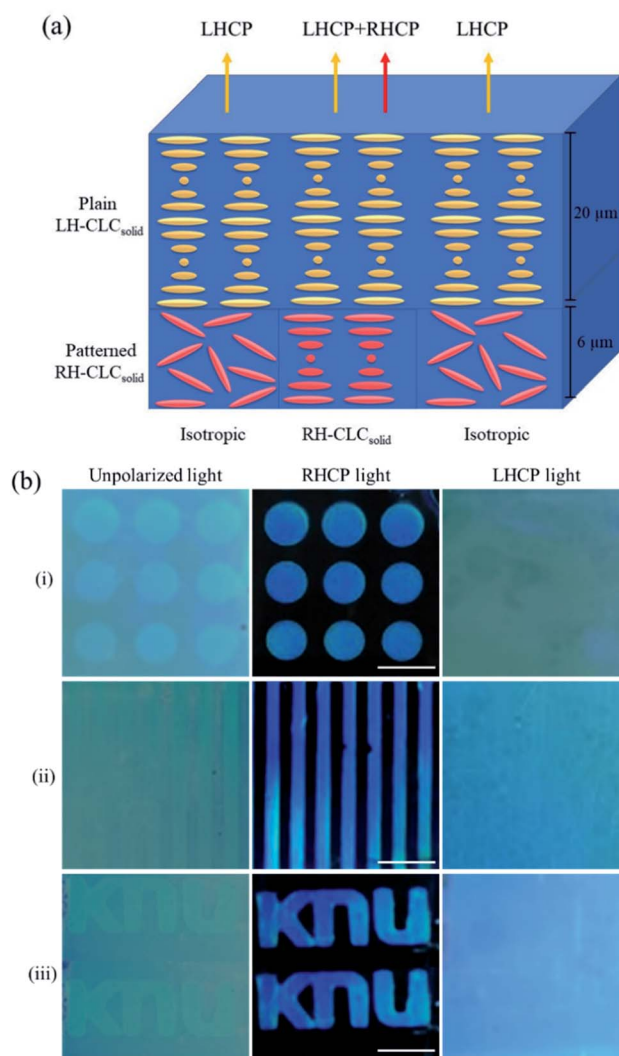 (a)
LHCP LHCP+RHCP LHCP
Plain
LH-CLCsolid
20 µm
Patterned
RH-CLCsolid
6 µm
Isotropic RH-CLCsolid Isotropic
(b)
Unpolarized light RHCP light LHCP light
(i)
(ii)
(iii)
knu
knu
knu
knu